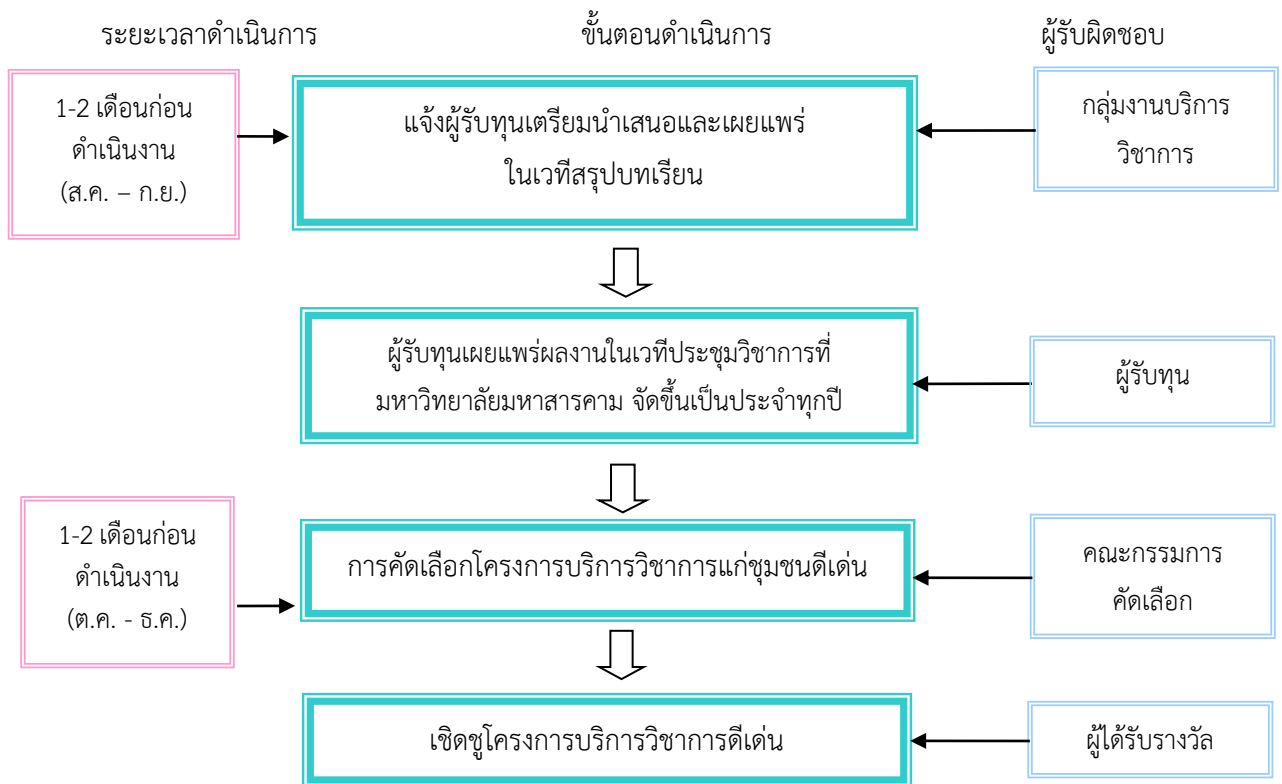 ระยะเวลาดำเนินการ
ขั้นตอนดำเนินการ
ผู้รับผิดชอบ
1-2 เดือนก่อน
ดำเนินงาน
(ส.ค. – ก.ย.)
แจ้งผู้รับทุนเตรียมนำเสนอและเผยแพร่
ในเวทีสรุปบทเรียน
กลุ่มงานบริการ
วิชาการ
ผู้รับทุนเผยแพร่ผลงานในเวทีประชุมวิชาการที่
มหาวิทยาลัยมหาสารคาม จัดขึ้นเป็นประจำทุกปี
ผู้รับทุน
1-2 เดือนก่อน
ดำเนินงาน
(ต.ค. - ธ.ค.)
การคัดเลือกโครงการบริการวิชาการแก่ชุมชนดีเด่น
คณะกรรมการ
คัดเลือก
เชิดชูโครงการบริการวิชาการดีเด่น
ผู้ได้รับรางวัล